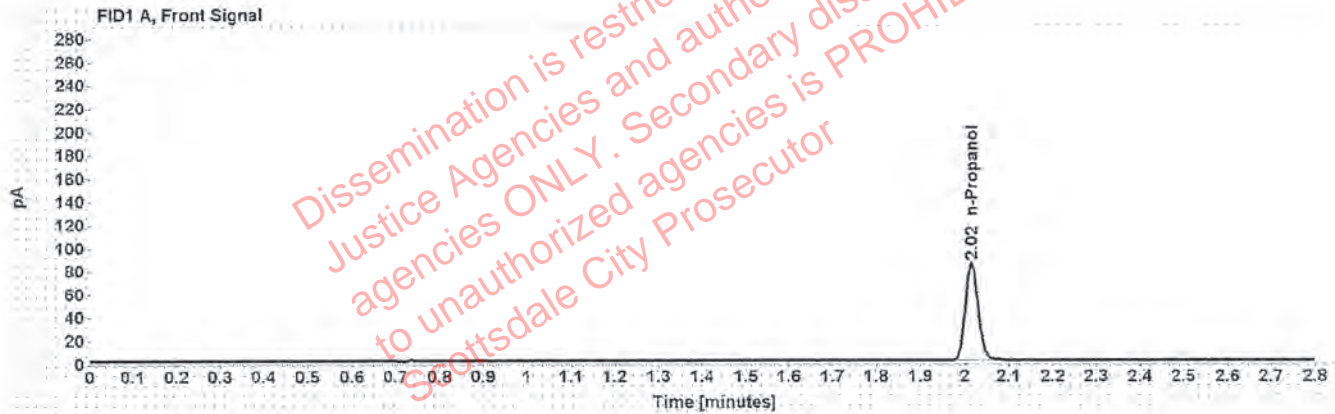 FID1 A, Front Signal
280
260
240
220
200
180
160
140
120
100
80
60
40
20
0
pA
2.02 n-Propanol
0 0.1 0.2 0.3 0.4 0.5 0.6 0.7 0.8 0.9 1 1.1 1.2 1.3 1.4 1.5 1.6 1.7 1.8 1.9 2 2.1 2.2 2.3 2.4 2.5 2.6 2.7 2.8
Time [minutes]
Dissemination is restric
Justice Agencies and autho
agencies ONLY. Secondary diss
to unauthorized agencies is PROHI
Scottsdale City Prosecutor